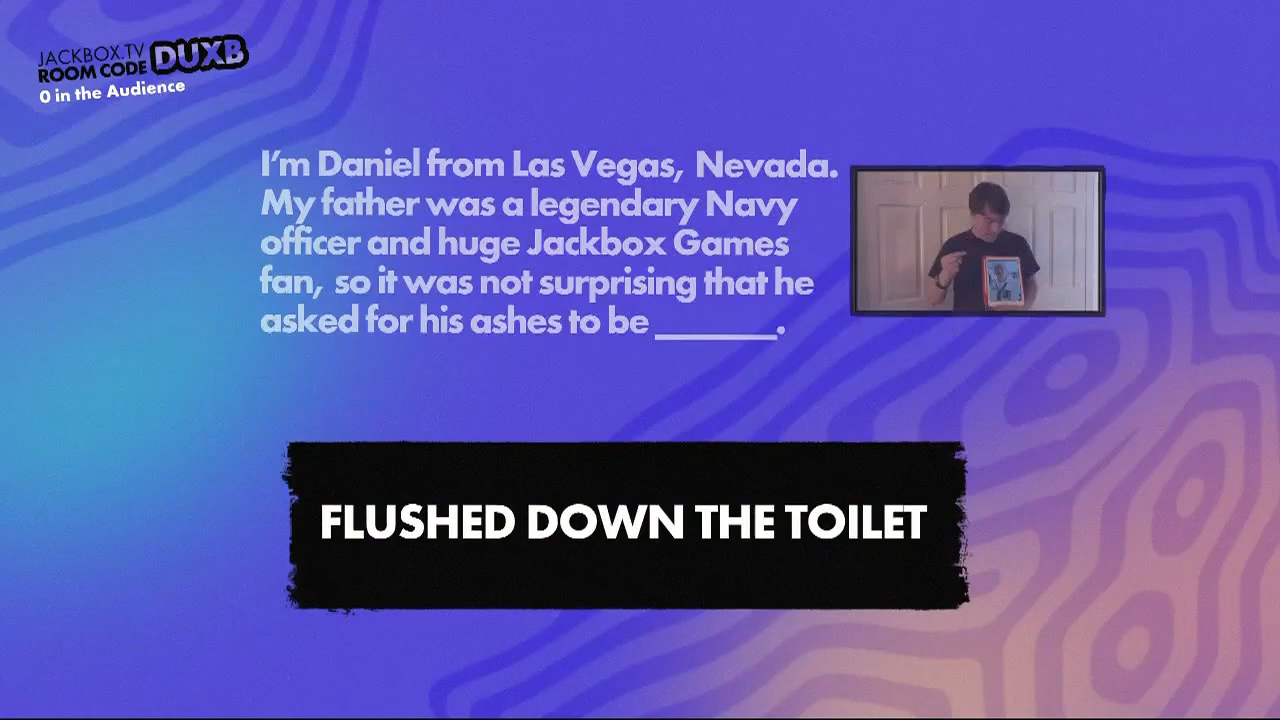 JACKBOX.TV
ROOM CODE DUXB
0 in the Audience
I'm Daniel from Las Vegas, Nevada.
My father was a legendary Navy
officer and huge Jackbox Games
fan, so it was not surprising that he
asked for his ashes to be ________.
FLUSHED DOWN THE TOILET